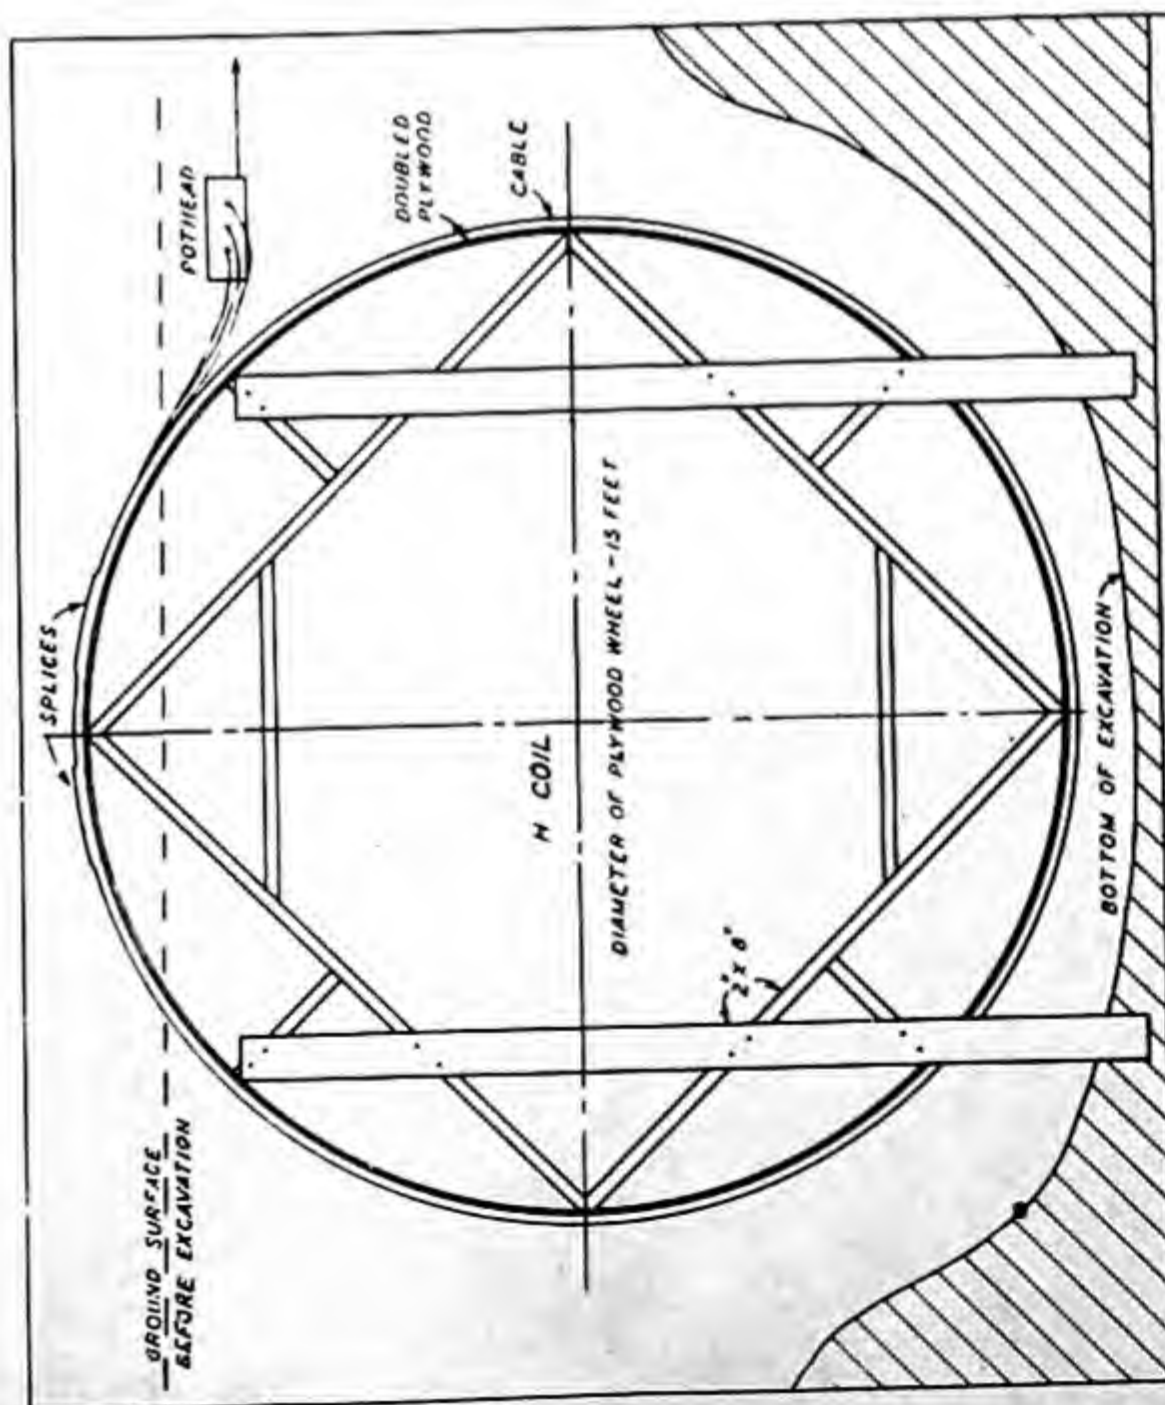 SPLICES
POTHEAD
DOUBLED
PLYWOOD
CABLE
GROUND SURFACE
BEFORE EXCAVATION
H COIL
DIAMETER OF PLYWOOD WHEEL - 15 FEET
2" X 8"
BOTTOM OF EXCAVATION